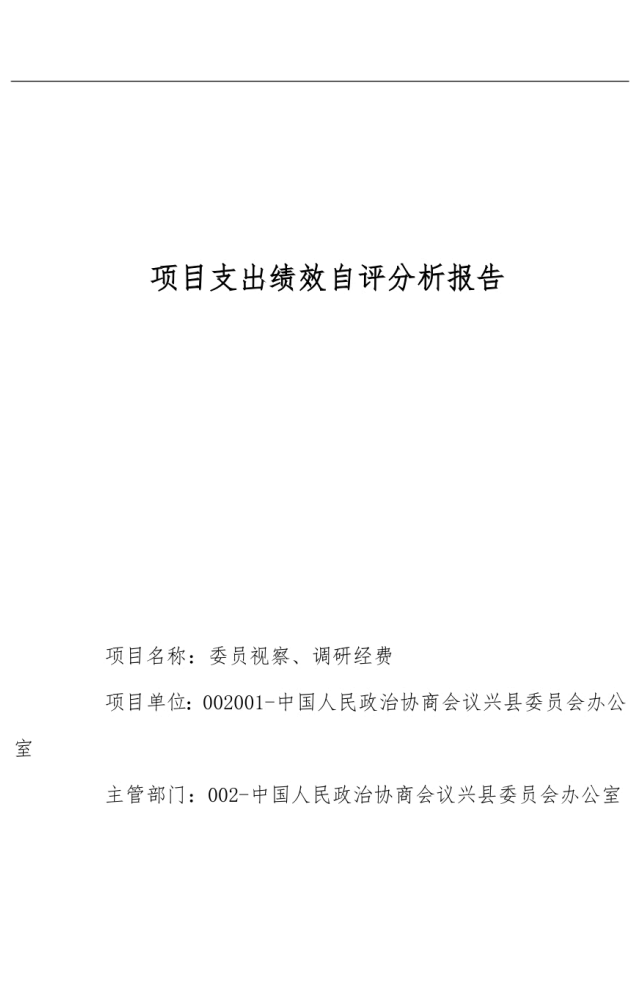 项目支出绩效自评分析报告
项目名称：委员视察、调研经费
项目单位：002001-中国人民政治协商会议兴县委员会办公
室
主管部门：002-中国人民政治协商会议兴县委员会办公室